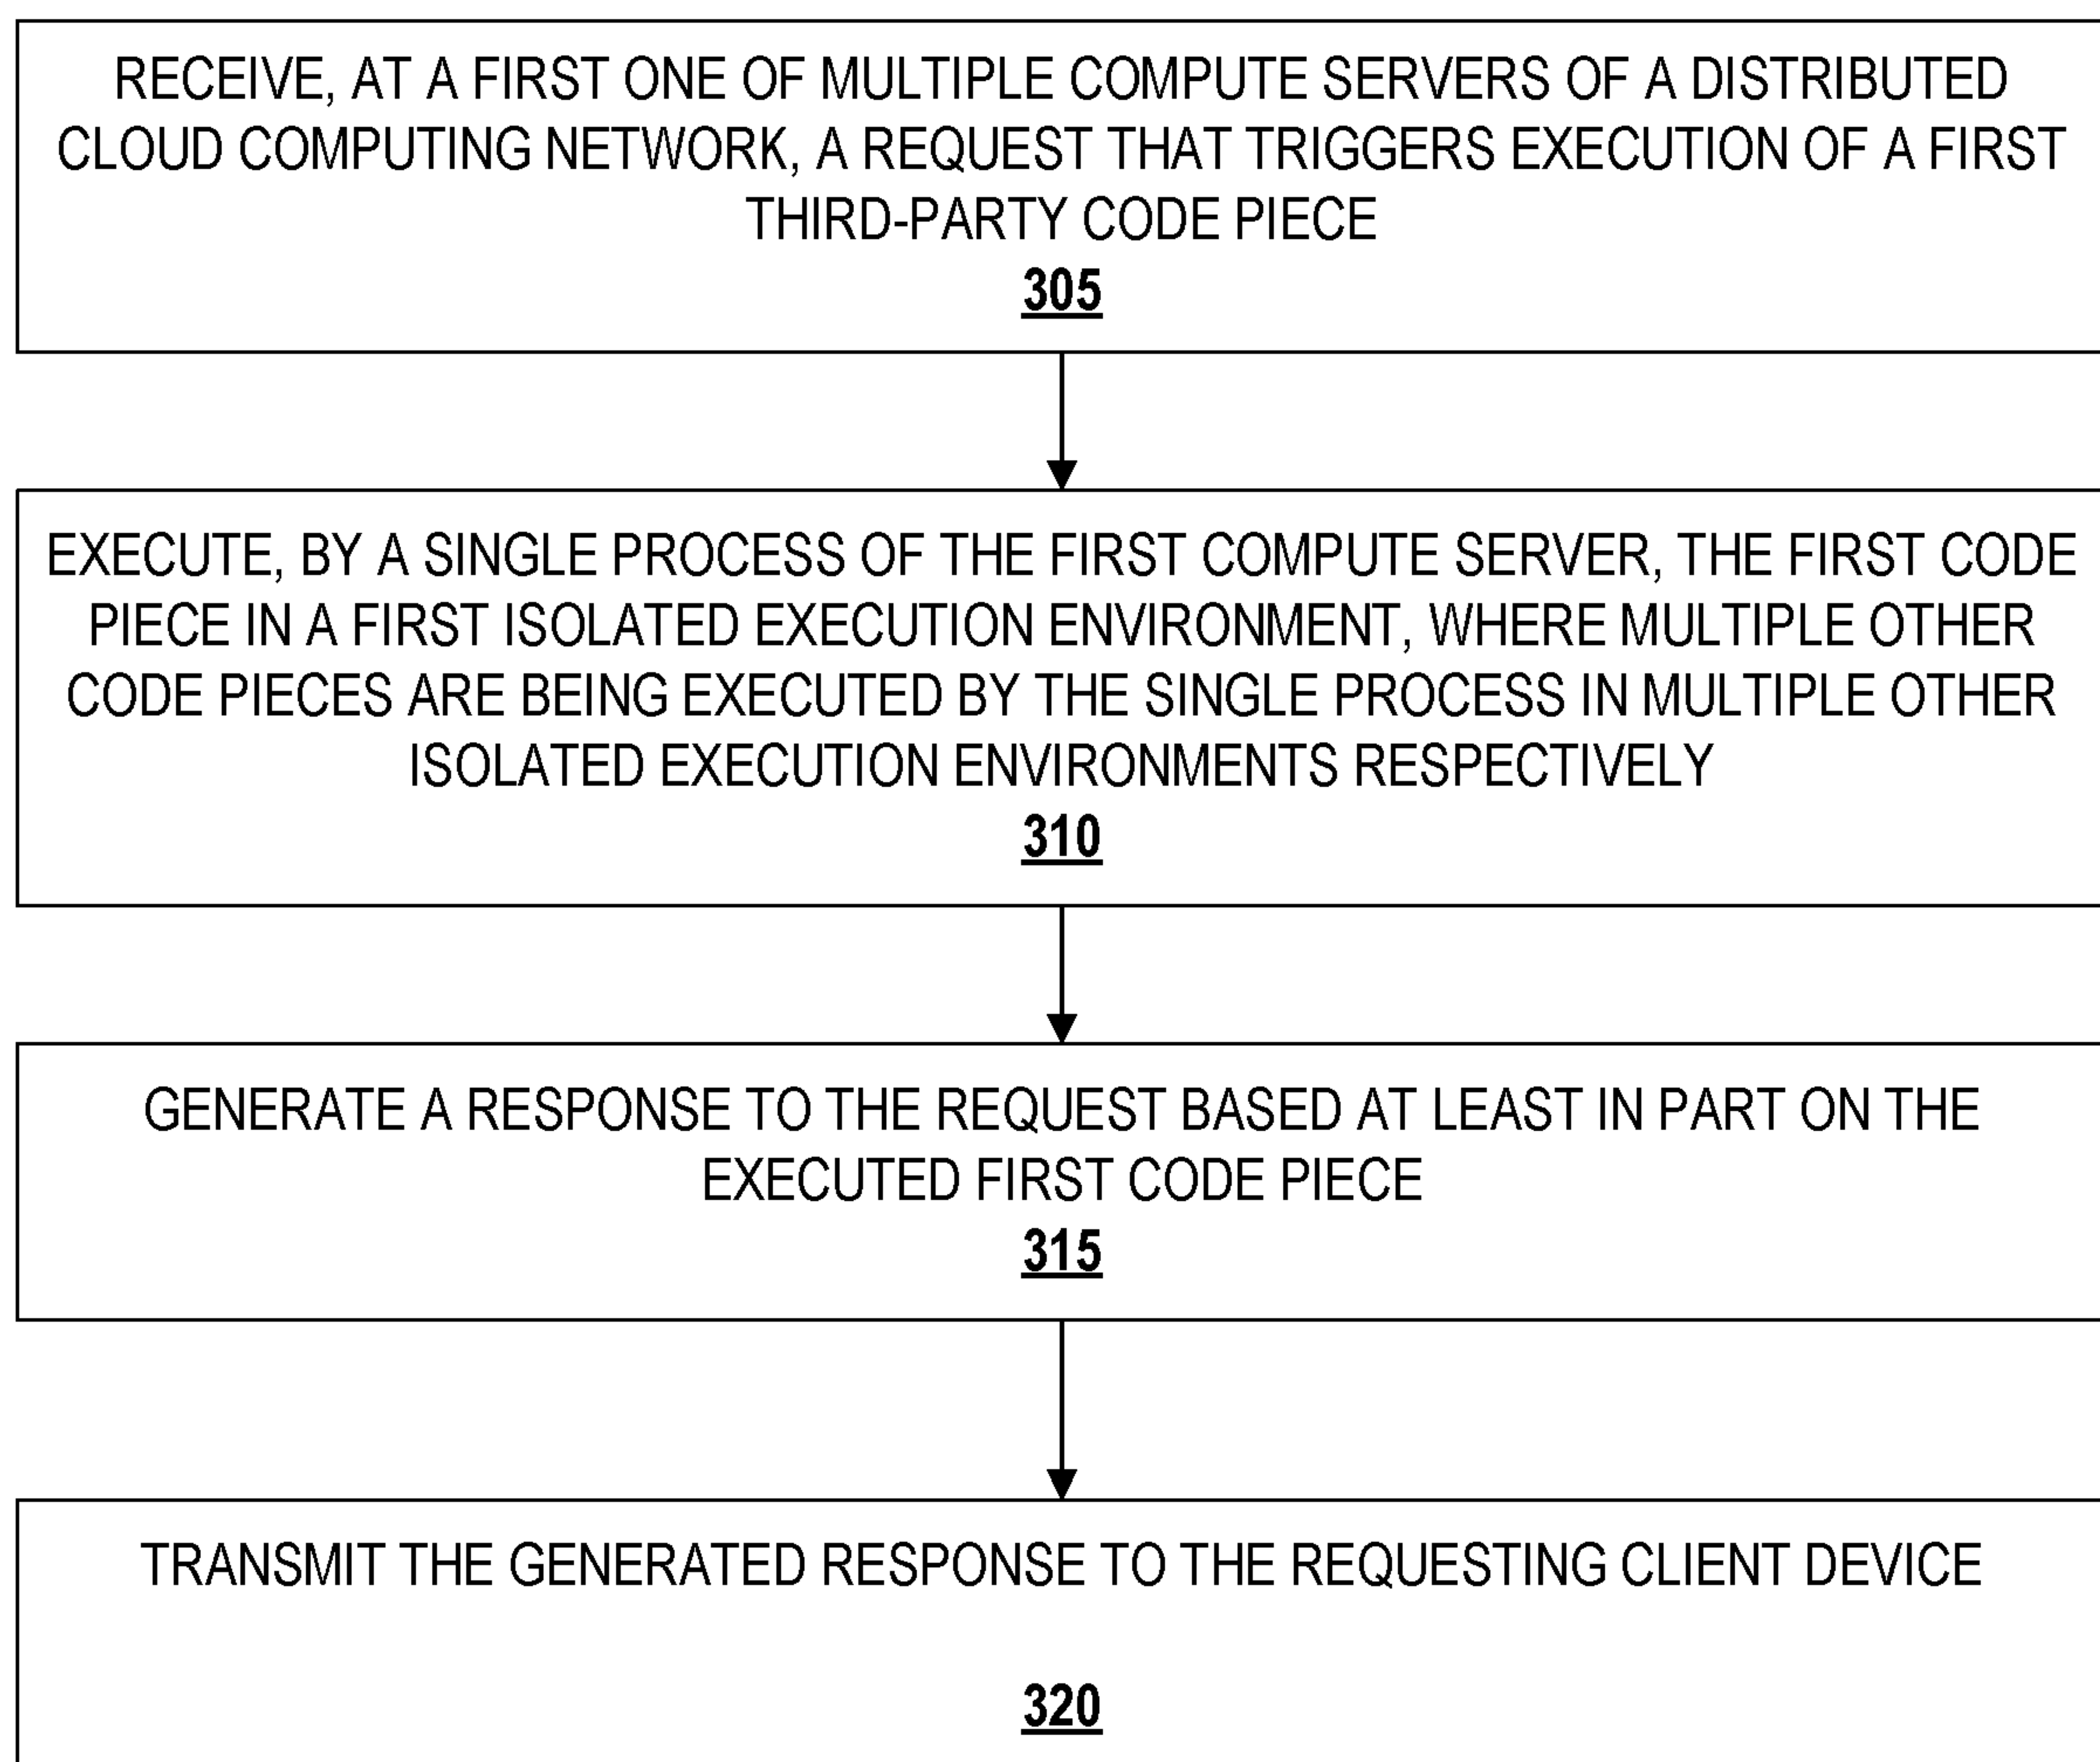 RECEIVE, AT A FIRST ONE OF MULTIPLE COMPUTE SERVERS OF A DISTRIBUTED
CLOUD COMPUTING NETWORK, A REQUEST THAT TRIGGERS EXECUTION OF A FIRST
THIRD-PARTY CODE PIECE
305
EXECUTE, BY A SINGLE PROCESS OF THE FIRST COMPUTE SERVER, THE FIRST CODE
PIECE IN A FIRST ISOLATED EXECUTION ENVIRONMENT, WHERE MULTIPLE OTHER
CODE PIECES ARE BEING EXECUTED BY THE SINGLE PROCESS IN MULTIPLE OTHER
ISOLATED EXECUTION ENVIRONMENTS RESPECTIVELY
310
GENERATE A RESPONSE TO THE REQUEST BASED AT LEAST IN PART ON THE
EXECUTED FIRST CODE PIECE
315
TRANSMIT THE GENERATED RESPONSE TO THE REQUESTING CLIENT DEVICE
320